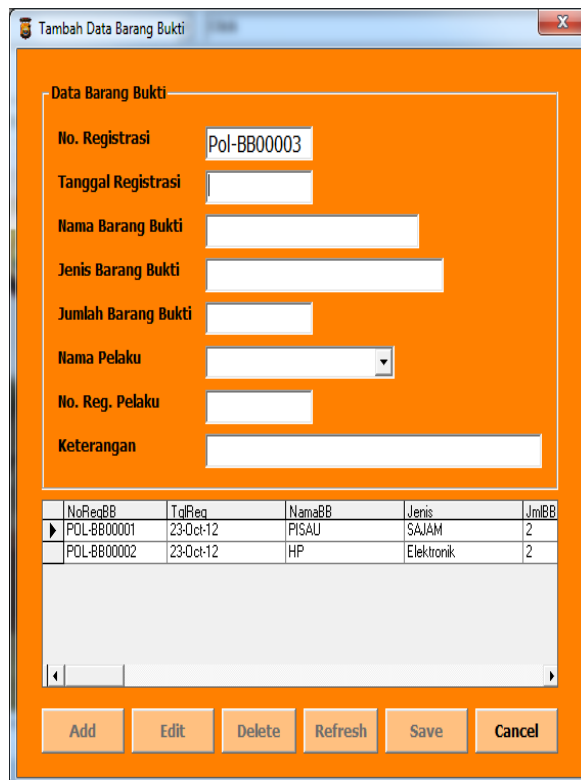 Tambah Data Barang Bukti
Data Barang Bukti
No. Registrasi Pol-BB00003
Tanggal Registrasi
Nama Barang Bukti
Jenis Barang Bukti
Jumlah Barang Bukti
Nama Pelaku
No. Reg. Pelaku
Keterangan
NoRegBB TglReg NamaBB Jenis JmlBB
POL-BB00001 23-Oct-12 PISAU SAJAM 2
POL-BB00002 23-Oct-12 HP Elektronik 2
Add Edit Delete Refresh Save Cancel